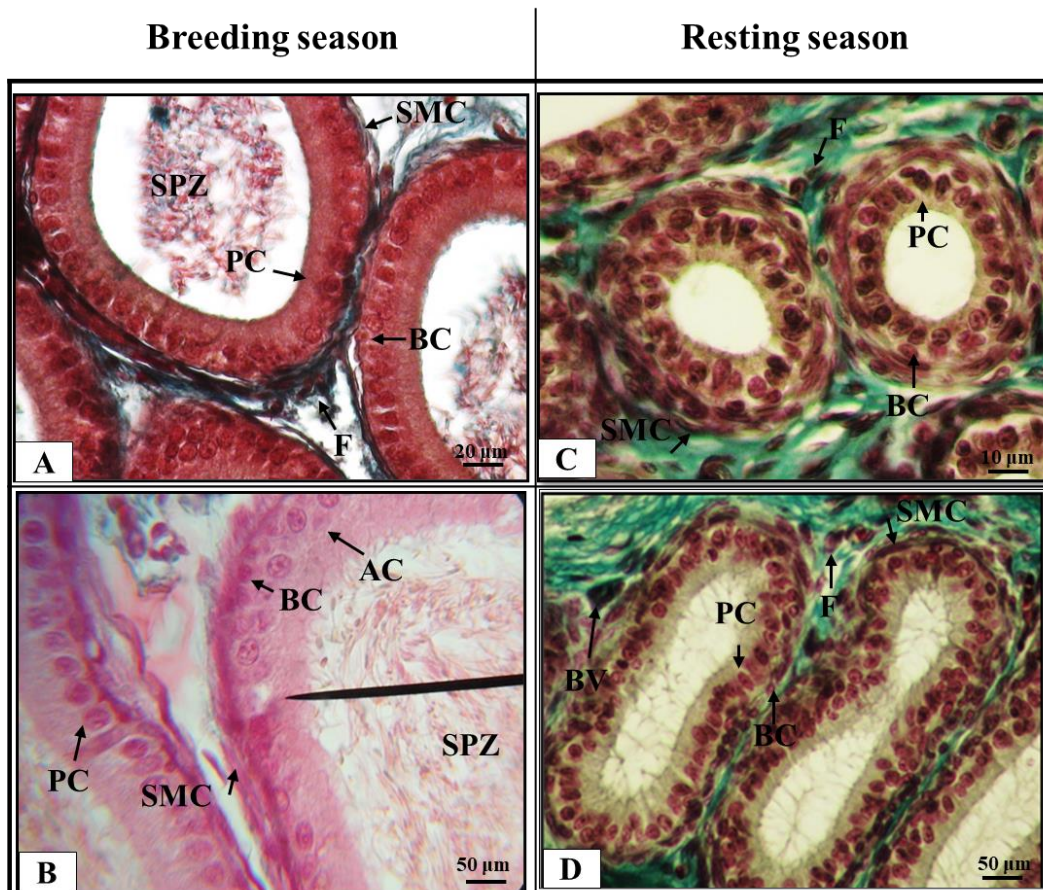 Breeding season
Resting season
SMC
SPZ
PC
BC
F
A
20 µm
F
PC
BC
SMC
C
10 µm
AC
BC
PC
SMC
SPZ
B
50 µm
SMC
F
PC
BV
BC
D
50 µm